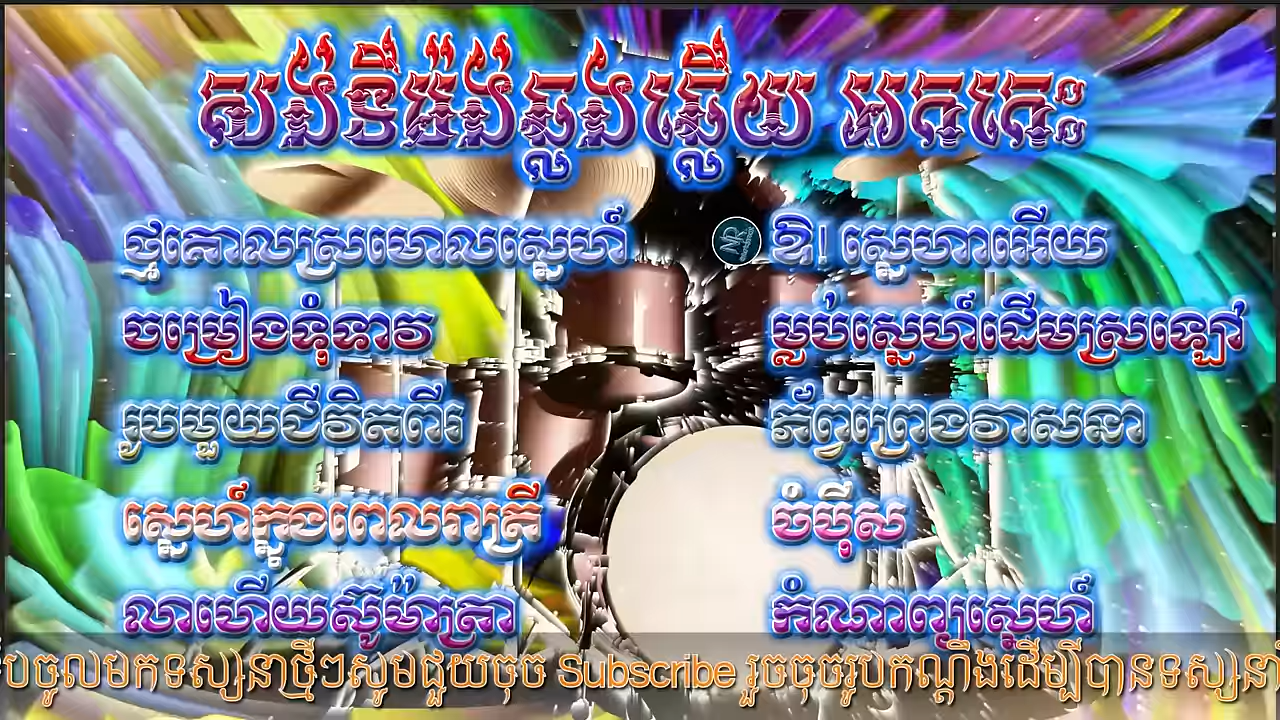 សង់ទីម៉ង់ឆ្លងឆ្លើយ អកកេះ
ថ្មគោលស្រមោលស្នេហ៍
ចម្រៀងទុំទាវ
រូបមួយជីវិតពីរ
ស្នេហ៍ក្នុងពេលរាត្រី
លាហើយស៊ូម៉ាត្រា
ឱ! ស្នេហាអើយ
ម្លប់ស្នេហ៍ដើមស្រឡៅ
ភ័ព្វព្រេងវាសនា
ចំប៉ីស
កំណាព្យស្នេហ៍
ចូលមកទស្សនាថ្មីៗសូមជួយចុច Subscribe រួចចុចរូបកណ្ដឹងដើម្បីបានទស្សនា